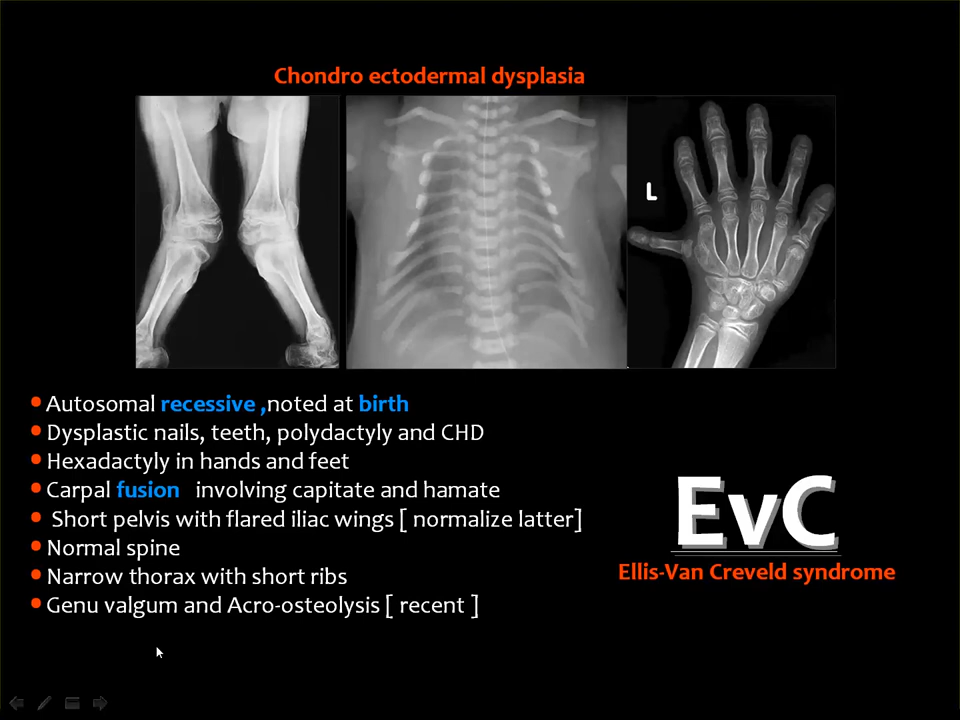 Chondro ectodermal dysplasia
L
• Autosomal recessive ,noted at birth
• Dysplastic nails, teeth, polydactyly and CHD
• Hexadactyly in hands and feet
• Carpal fusion involving capitate and hamate
• Short pelvis with flared iliac wings [ normalize latter]
• Normal spine
• Narrow thorax with short ribs
• Genu valgum and Acro-osteolysis [ recent ]
EvC
Ellis-Van Creveld syndrome